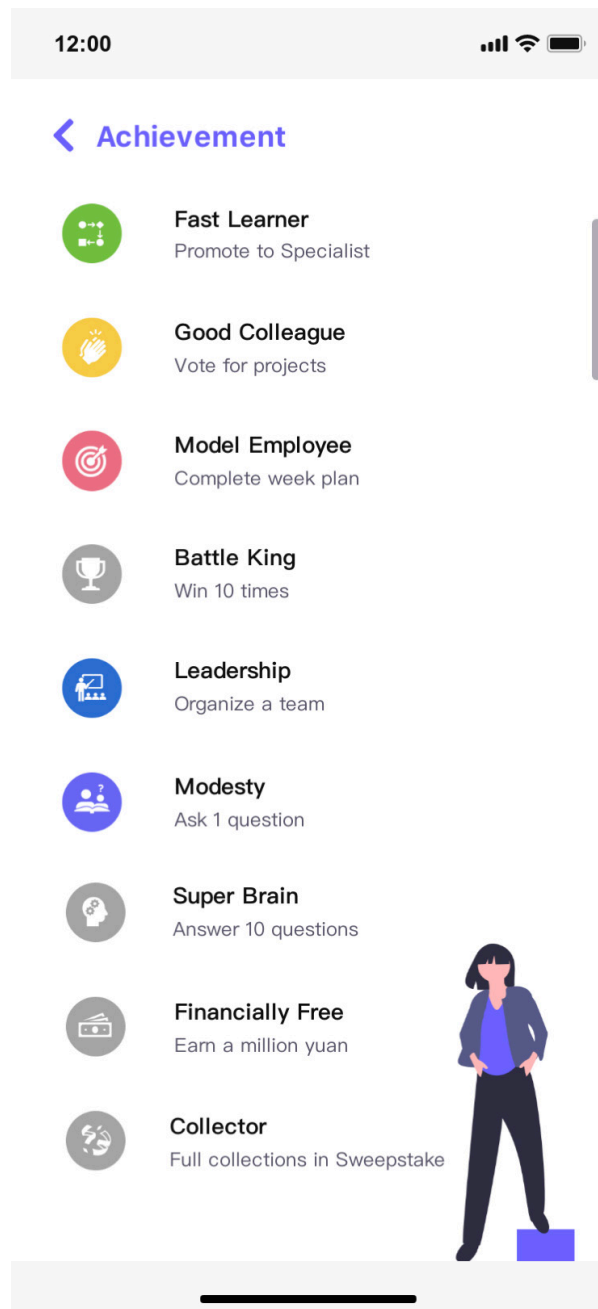 12:00
Achievement
Fast Learner
Promote to Specialist
Good Colleague
Vote for projects
Model Employee
Complete week plan
Battle King
Win 10 times
Leadership
Organize a team
?
Modesty
Ask 1 question
Super Brain
Answer 10 questions
Financially Free
Earn a million yuan
Collector
Full collections in Sweepstake